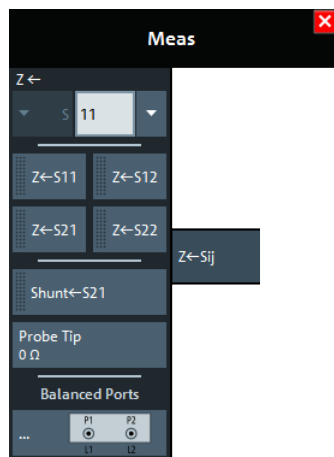 Meas
Z←
S 11
Z←S11 Z←S12
Z←S21 Z←S22
Z←Sij
Shunt←S21
Probe Tip
0 Ω
Balanced Ports
P1 P2
...
L1 L2